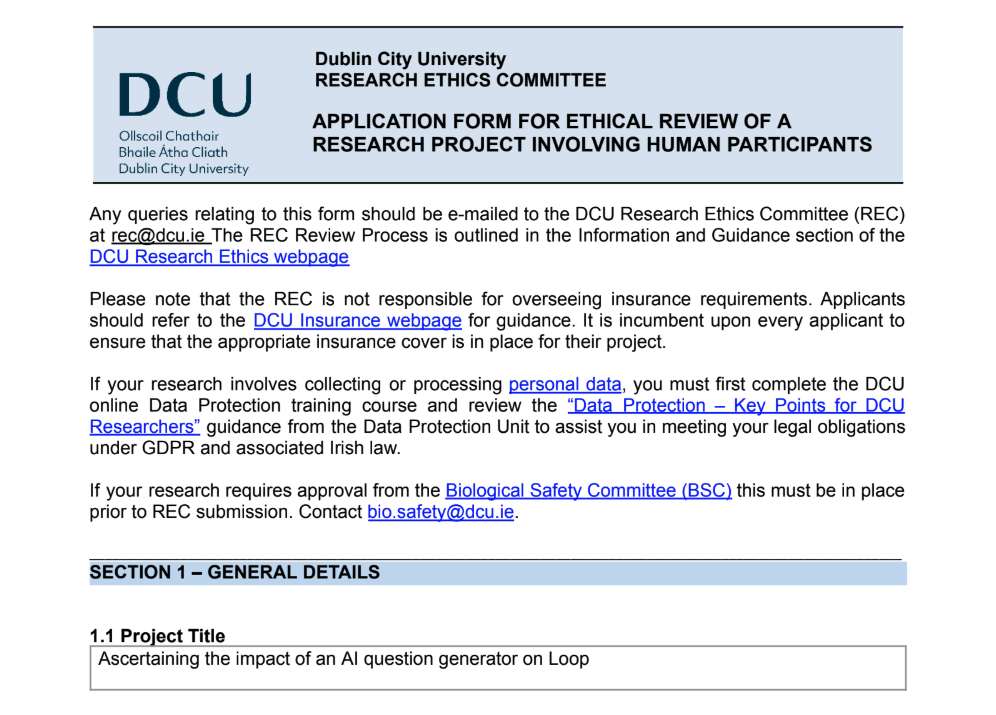 DCU
Ollscoil Chathair
Bhaile Átha Cliath
Dublin City University
Dublin City University
RESEARCH ETHICS COMMITTEE
APPLICATION FORM FOR ETHICAL REVIEW OF A
RESEARCH PROJECT INVOLVING HUMAN PARTICIPANTS
Any queries relating to this form should be e-mailed to the DCU Research Ethics Committee (REC)
at rec@dcu.ie The REC Review Process is outlined in the Information and Guidance section of the
DCU Research Ethics webpage
Please note that the REC is not responsible for overseeing insurance requirements. Applicants
should refer to the DCU Insurance webpage for guidance. It is incumbent upon every applicant to
ensure that the appropriate insurance cover is in place for their project.
If your research involves collecting or processing personal data, you must first complete the DCU
online Data Protection training course and review the “Data Protection – Key Points for DCU
Researchers” guidance from the Data Protection Unit to assist you in meeting your legal obligations
under GDPR and associated Irish law.
If your research requires approval from the Biological Safety Committee (BSC) this must be in place
prior to REC submission. Contact bio.safety@dcu.ie.
SECTION 1 – GENERAL DETAILS
1.1 Project Title
Ascertaining the impact of an AI question generator on Loop